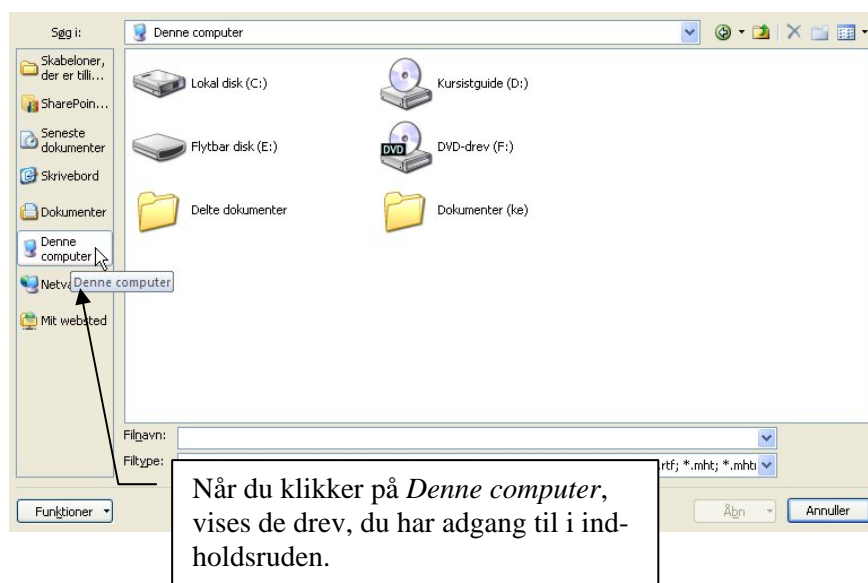 Søg i:
Denne computer
Skabeloner,
der er tilli...
SharePoin...
Seneste
dokumenter
Skrivebord
Dokumenter
Denne
computer
Denne computer
Mit websted
Lokal disk (C:)
Kursistguide (D:)
Flytbar disk (E:)
DVD-drev (F:)
DVD
Delte dokumenter
Dokumenter (ke)
Filnavn:
Filtype:
*.mht;
Funktioner
Åbn
Annuller
Når du klikker på Denne computer,
vises de drev, du har adgang til i ind-
holdsruden.